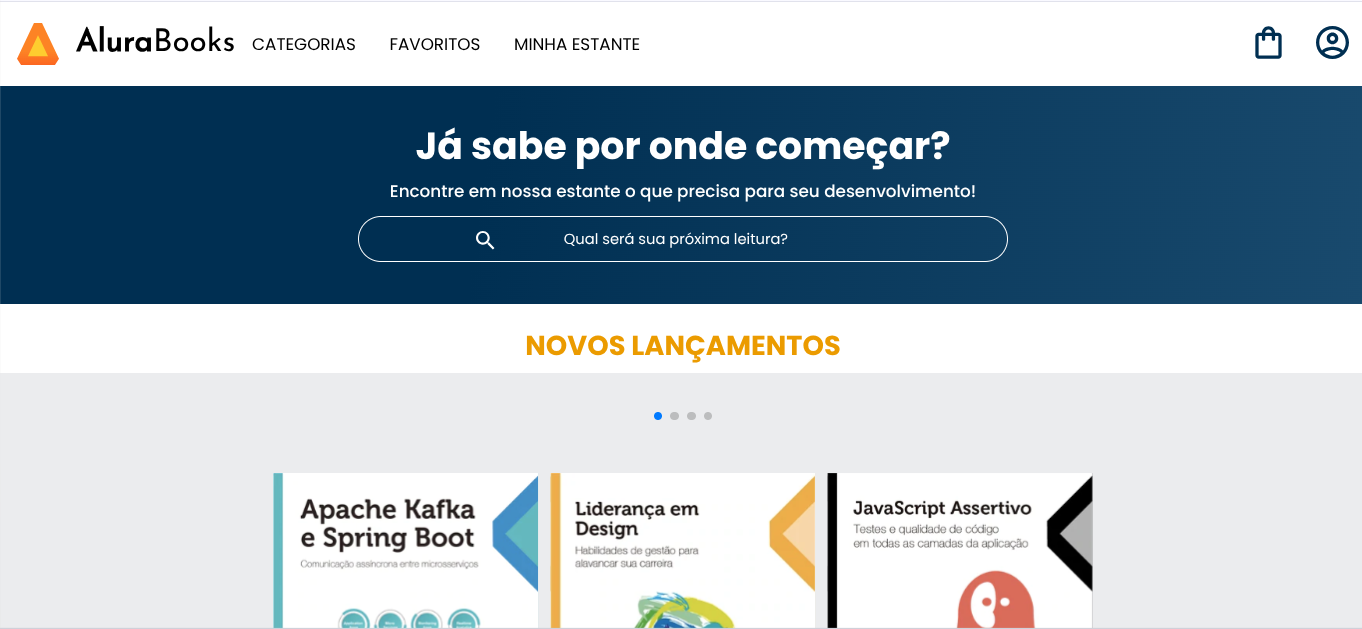 AluraBooks
CATEGORIAS
FAVORITOS
MINHA ESTANTE
Já sabe por onde começar?
Encontre em nossa estante o que precisa para seu desenvolvimento!
Qual será sua próxima leitura?
NOVOS LANÇAMENTOS
Apache Kafka
e Spring Boot
Comunicação assíncrona entre microsserviços
Liderança em
Design
Habilidades de gestão para
alavancar sua carreira
JavaScript Assertivo
Testes e qualidade de código
em todas as camadas da aplicação